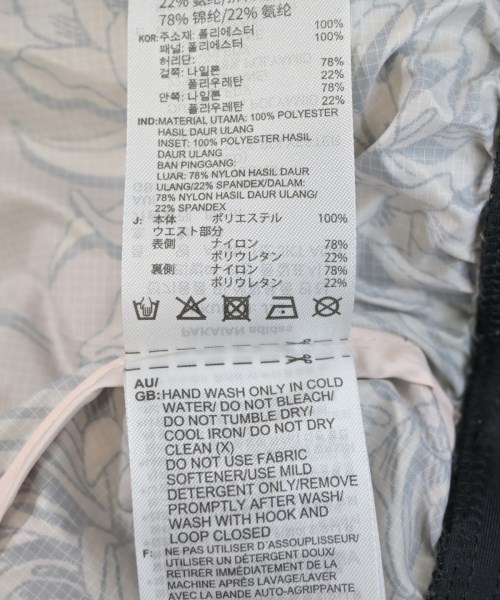 22% 氨纶/
78% 锦纶/22% 氨纶
KOR: 주소재: 폴리에스터 100%
패널: 폴리에스터 100%
허리단:
겉쪽: 나일론 78%
폴리우레탄 22%
안쪽: 나일론 78%
폴리우레탄 22%
IND: MATERIAL UTAMA: 100% POLYESTER
HASIL DAUR ULANG
INSET: 100% POLYESTER HASIL
DAUR ULANG
BAN PINGGANG:
LUAR: 78% NYLON HASIL DAUR
ULANG/22% SPANDEX/DALAM:
78% NYLON HASIL DAUR ULANG/
22% SPANDEX
J: 本体 ポリエステル 100%
ウエスト部分
表側 ナイロン 78%
ポリウレタン 22%
裏側 ナイロン 78%
ポリウレタン 22%
AU/
GB: HAND WASH ONLY IN COLD
WATER/ DO NOT BLEACH/
DO NOT TUMBLE DRY/
COOL IRON/ DO NOT DRY
CLEAN (X)
DO NOT USE FABRIC
SOFTENER/USE MILD
DETERGENT ONLY/REMOVE
PROMPTLY AFTER WASH/
WASH WITH HOOK AND
LOOP CLOSED
F: NE PAS UTILISER D'ASSOUPLISSEUR/
UTILISER UN DÉTERGENT DOUX/
RETIRER IMMÉDIATEMENT DE LA
MACHINE APRÈS LAVAGE/LAVER
AVEC LA BANDE AUTO-AGRIPPANTE